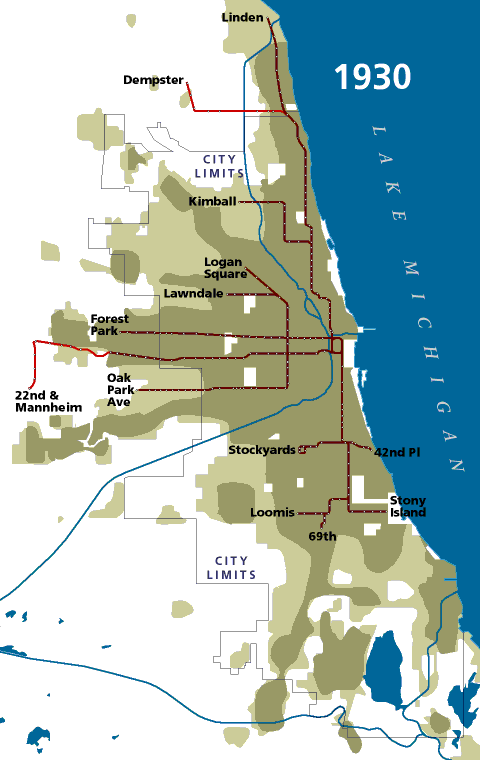 Linden
1930
Dempster
LAKE MICHIGAN
CITY
LIMITS
Kimball
Logan
Square
Lawndale
Forest
Park
Oak
Park
Ave
22nd &
Mannheim
Stockyards
42nd Pl
Stony
Island
Loomis
69th
CITY
LIMITS